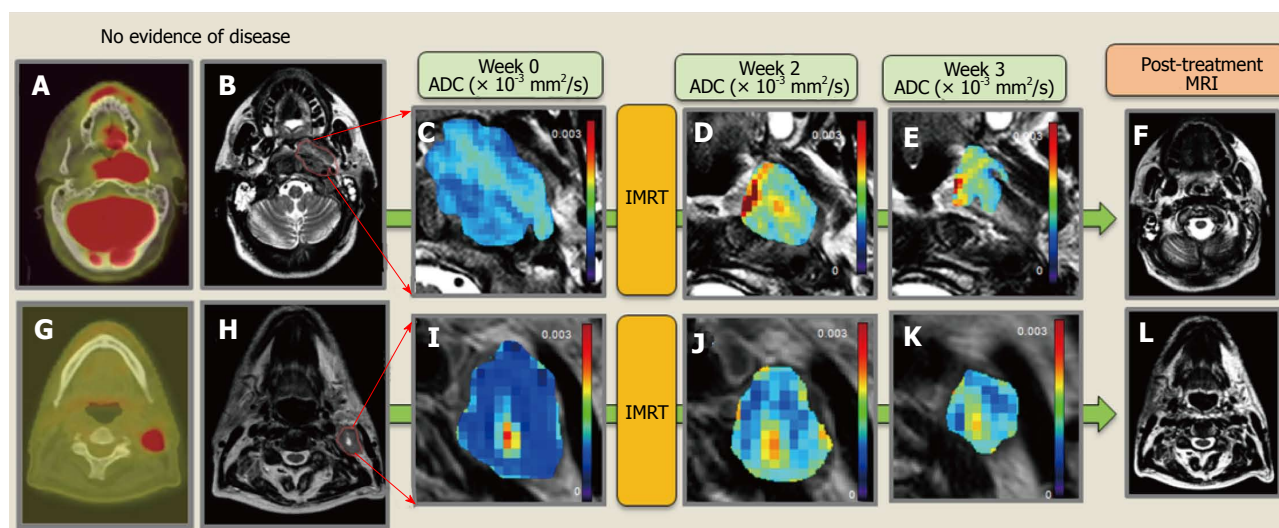 No evidence of disease
Week 0
ADC (× 10⁻³ mm²/s)
Week 2
ADC (× 10⁻³ mm²/s)
Week 3
ADC (× 10⁻³ mm²/s)
Post-treatment
MRI
A
B
C
0.003
0
IMRT
D
0.003
0
E
0.003
0
F
G
H
I
0.003
0
IMRT
J
0.003
0
K
0.003
0
L